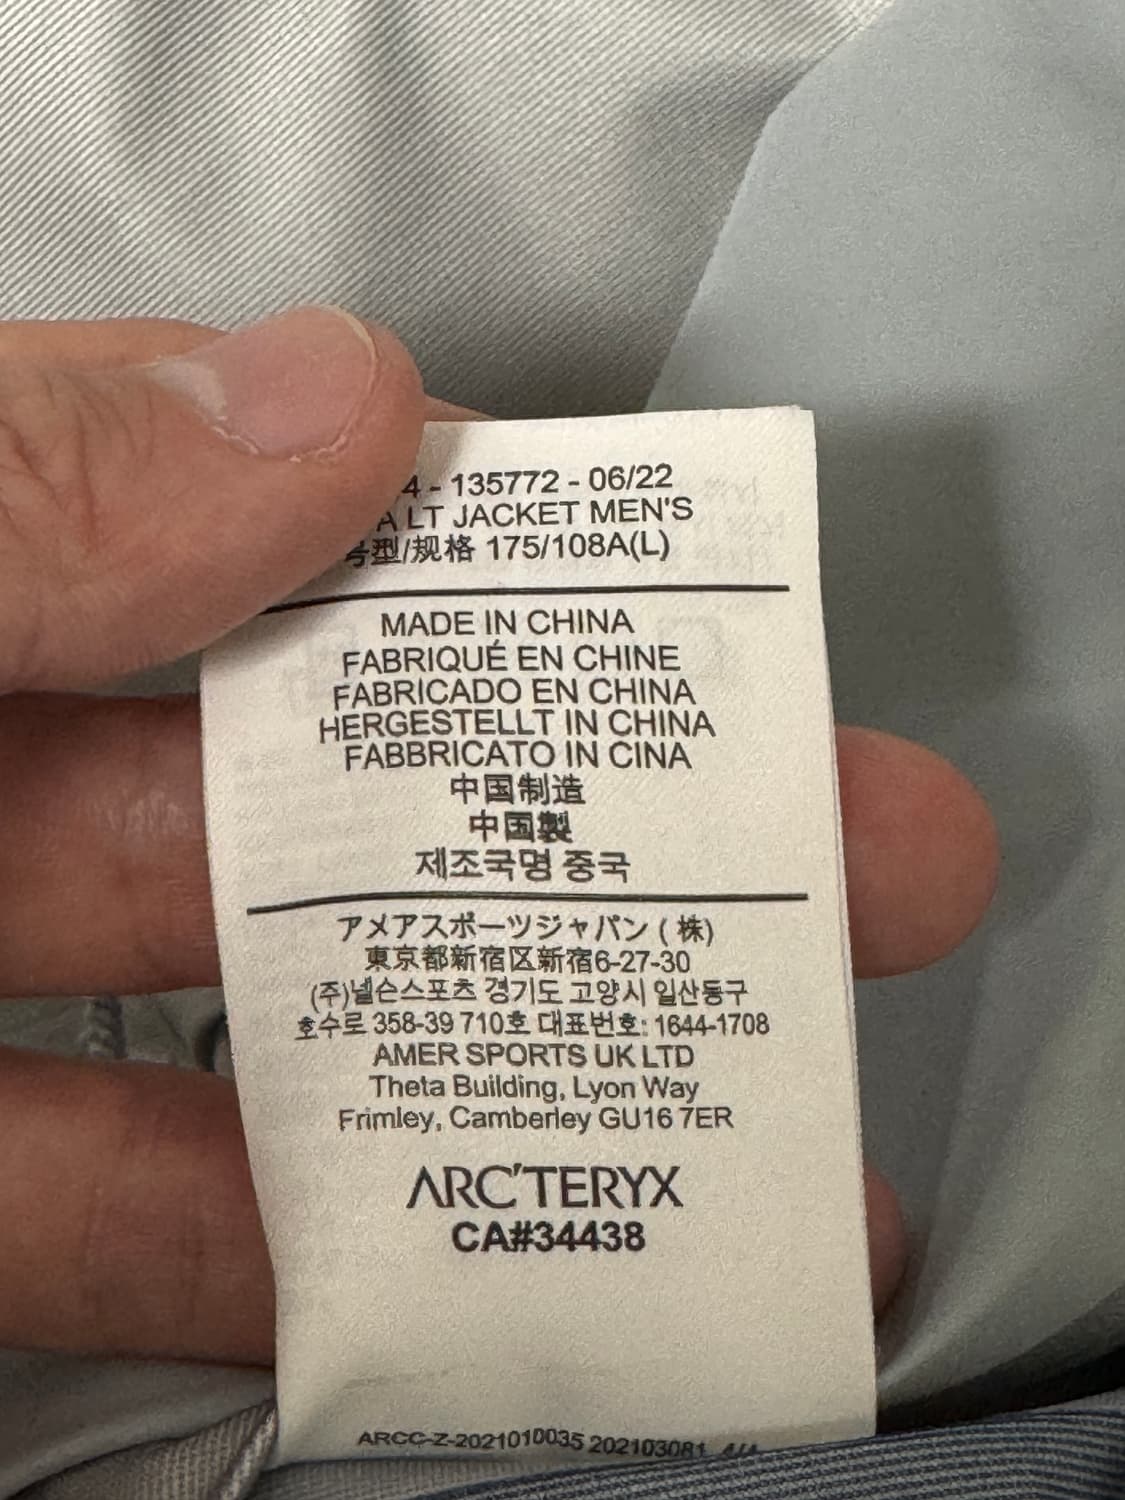 4 - 135772 - 06/22
A LT JACKET MEN'S
号型/规格 175/108A(L)
MADE IN CHINA
FABRIQUÉ EN CHINE
FABRICADO EN CHINA
HERGESTELLT IN CHINA
FABBRICATO IN CINA
中国制造
中国製
제조국명 중국
アメアスポーツジャパン ( 株)
東京都新宿区新宿6-27-30
(주)넬슨스포츠 경기도 고양시 일산동구
호수로 358-39 710호 대표번호: 1644-1708
AMER SPORTS UK LTD
Theta Building, Lyon Way
Frimley, Camberley GU16 7ER
ARC'TERYX
CA#34438
ARCC-Z-2021010035 202103081